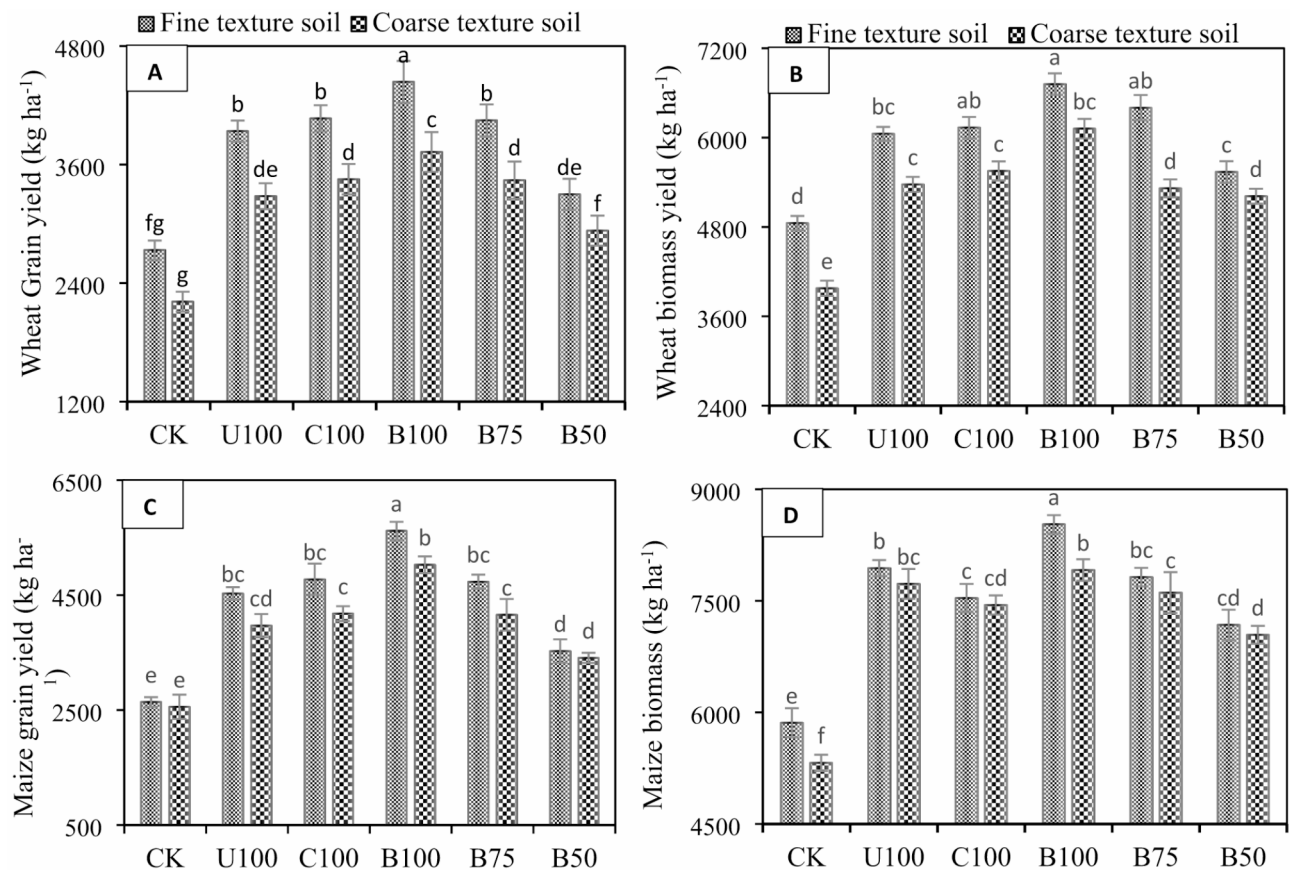 Fine texture soil Coarse texture soil
A
Wheat Grain yield (kg ha-1)
4800
3600
2400
1200
fg g b de b d a c b d de f
CK U100 C100 B100 B75 B50
Fine texture soil Coarse texture soil
B
Wheat biomass yield (kg ha-1)
7200
6000
4800
3600
2400
d e bc c ab c a bc ab d c d
CK U100 C100 B100 B75 B50
C
Maize grain yield (kg ha-
1)
6500
4500
2500
500
e e bc cd bc c a b bc c d d
CK U100 C100 B100 B75 B50
D
Maize biomass (kg ha-1)
9000
7500
6000
4500
e f b bc c cd a b bc c cd d
CK U100 C100 B100 B75 B50